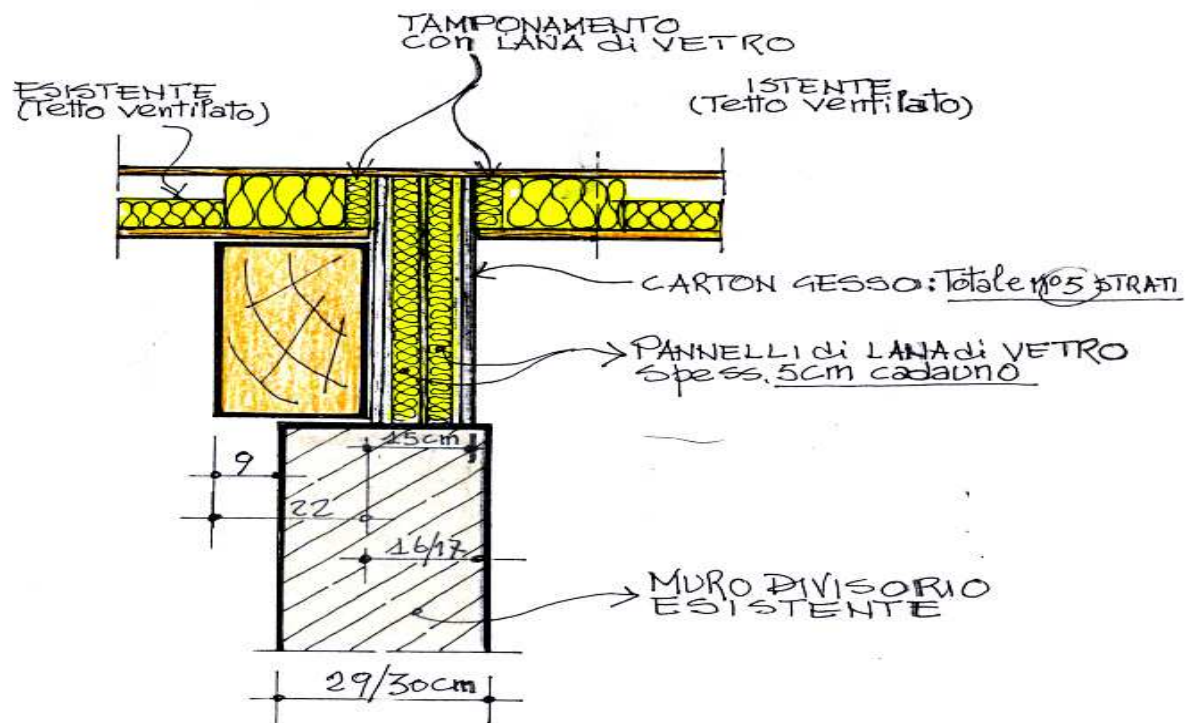 TAMPONAMENTO
con LANA di VETRO
ESISTENTE
(Tetto ventilato)
ISTENTE
(Tetto ventilato)
CARTON GESSO: Totale n° 5 STRATI
PANNELLI di LANA di VETRO
Spess. 5cm cadauno
15cm
9
22
16/17
MURO DIVISORIO
ESISTENTE
29/30cm